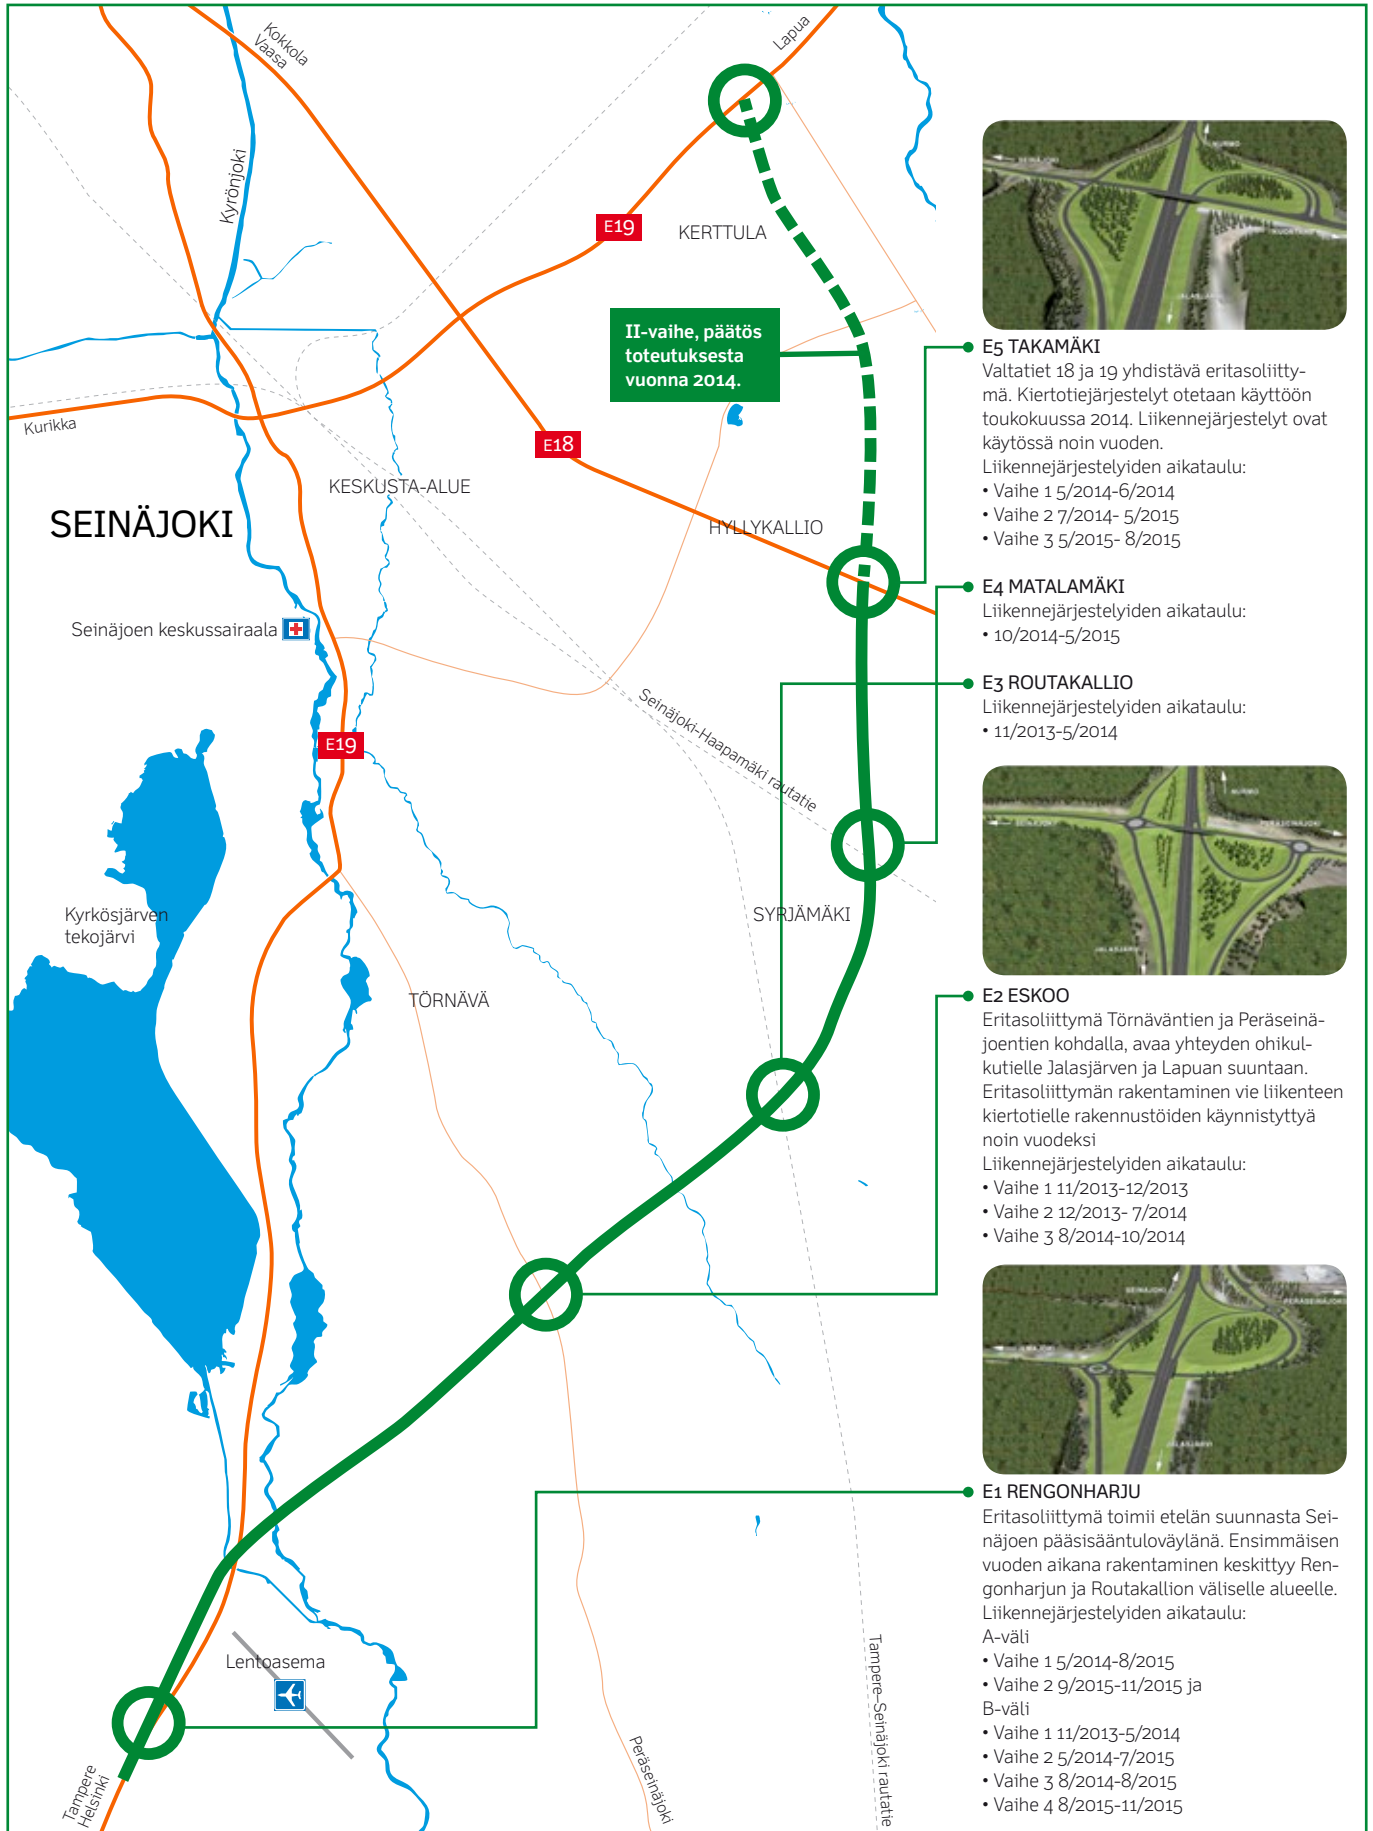 Kokkola
Vaasa
Lapua
Kyrönjoki
E19
KERTTULA
II-vaihe, päätös
toteutuksesta
vuonna 2014.
Kurikka
E18
KESKUSTA-ALUE
SEINÄJOKI
HYLLYKALLIO
Seinäjoen keskussairaala
Seinäjoki-Haapamäki rautatie
E19
Kyrkösjärven
tekojärvi
SYRJÄMÄKI
TÖRNÄVÄ
Lentoasema
Tampere
Helsinki
Peräseinäjoki
Tampere–Seinäjoki rautatie
SEINÄJOKI
NURMO
E5 TAKAMÄKI
Valtatiet 18 ja 19 yhdistävä eritasoliitty-
mä. Kiertotiejärjestelyt otetaan käyttöön
toukokuussa 2014. Liikennejärjestelyt ovat
käytössä noin vuoden.
Liikennejärjestelyiden aikataulu:
• Vaihe 1 5/2014-6/2014
• Vaihe 2 7/2014- 5/2015
• Vaihe 3 5/2015- 8/2015
E4 MATALAMÄKI
Liikennejärjestelyiden aikataulu:
• 10/2014-5/2015
E3 ROUTAKALLIO
Liikennejärjestelyiden aikataulu:
• 11/2013-5/2014
NURMO
SEINÄJOKI
PERÄSEINÄJOKI
JALASJÄRVI
E2 ESKOO
Eritasoliittymä Törnäväntien ja Peräseinä-
joentien kohdalla, avaa yhteyden ohikul-
kutielle Jalasjärven ja Lapuan suuntaan.
Eritasoliittymän rakentaminen vie liikenteen
kiertotielle rakennustöiden käynnistyttyä
noin vuodeksi
Liikennejärjestelyiden aikataulu:
• Vaihe 1 11/2013-12/2013
• Vaihe 2 12/2013- 7/2014
• Vaihe 3 8/2014-10/2014
SEINÄJOKI
PERÄSEINÄJOKI
JALASJÄRVI
E1 RENGONHARJU
Eritasoliittymä toimii etelän suunnasta Sei-
näjoen pääsisääntuloväylänä. Ensimmäisen
vuoden aikana rakentaminen keskittyy Ren-
gonharjun ja Routakallion väliselle alueelle.
Liikennejärjestelyiden aikataulu:
A-väli
• Vaihe 1 5/2014-8/2015
• Vaihe 2 9/2015-11/2015 ja
B-väli
• Vaihe 1 11/2013-5/2014
• Vaihe 2 5/2014-7/2015
• Vaihe 3 8/2014-8/2015
• Vaihe 4 8/2015-11/2015